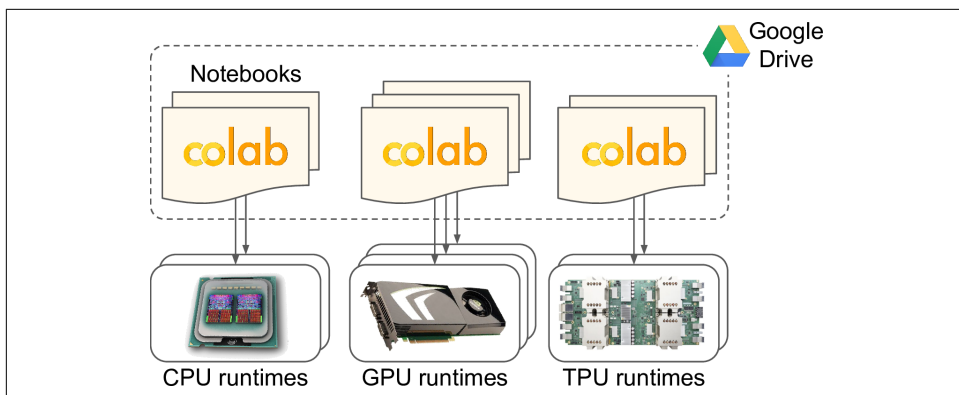 Google
Drive
Notebooks
colab
colab
colab
CPU runtimes
GPU runtimes
TPU runtimes